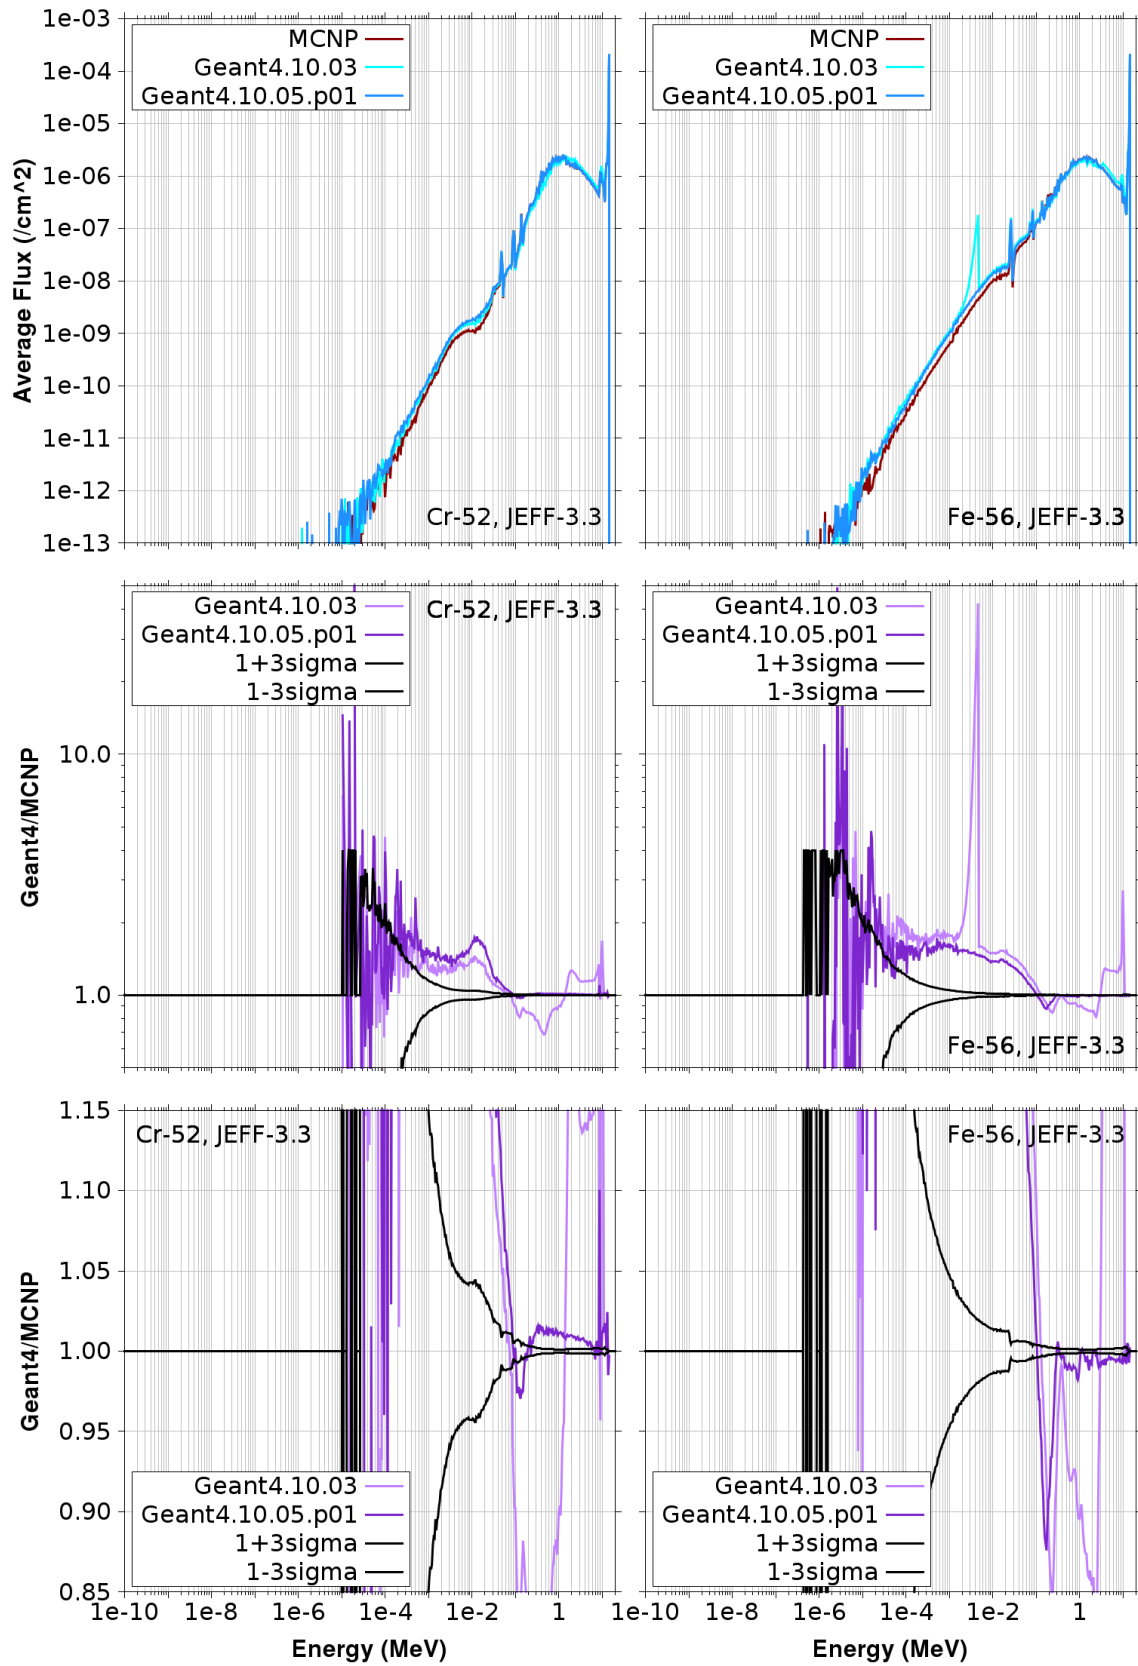 1e-03
1e-04
1e-05
1e-06
1e-07
1e-08
1e-09
1e-10
1e-11
1e-12
1e-13
Average Flux (/cm^2)
MCNP
Geant4.10.03
Geant4.10.05.p01
Cr-52, JEFF-3.3
MCNP
Geant4.10.03
Geant4.10.05.p01
Fe-56, JEFF-3.3
10.0
1.0
Geant4/MCNP
Geant4.10.03
Geant4.10.05.p01
1+3sigma
1-3sigma
Cr-52, JEFF-3.3
Geant4.10.03
Geant4.10.05.p01
1+3sigma
1-3sigma
Fe-56, JEFF-3.3
1.15
1.10
1.05
1.00
0.95
0.90
0.85
Geant4/MCNP
Cr-52, JEFF-3.3
Geant4.10.03
Geant4.10.05.p01
1+3sigma
1-3sigma
Fe-56, JEFF-3.3
Geant4.10.03
Geant4.10.05.p01
1+3sigma
1-3sigma
1e-10 1e-8 1e-6 1e-4 1e-2 1
Energy (MeV)
1e-10 1e-8 1e-6 1e-4 1e-2 1
Energy (MeV)